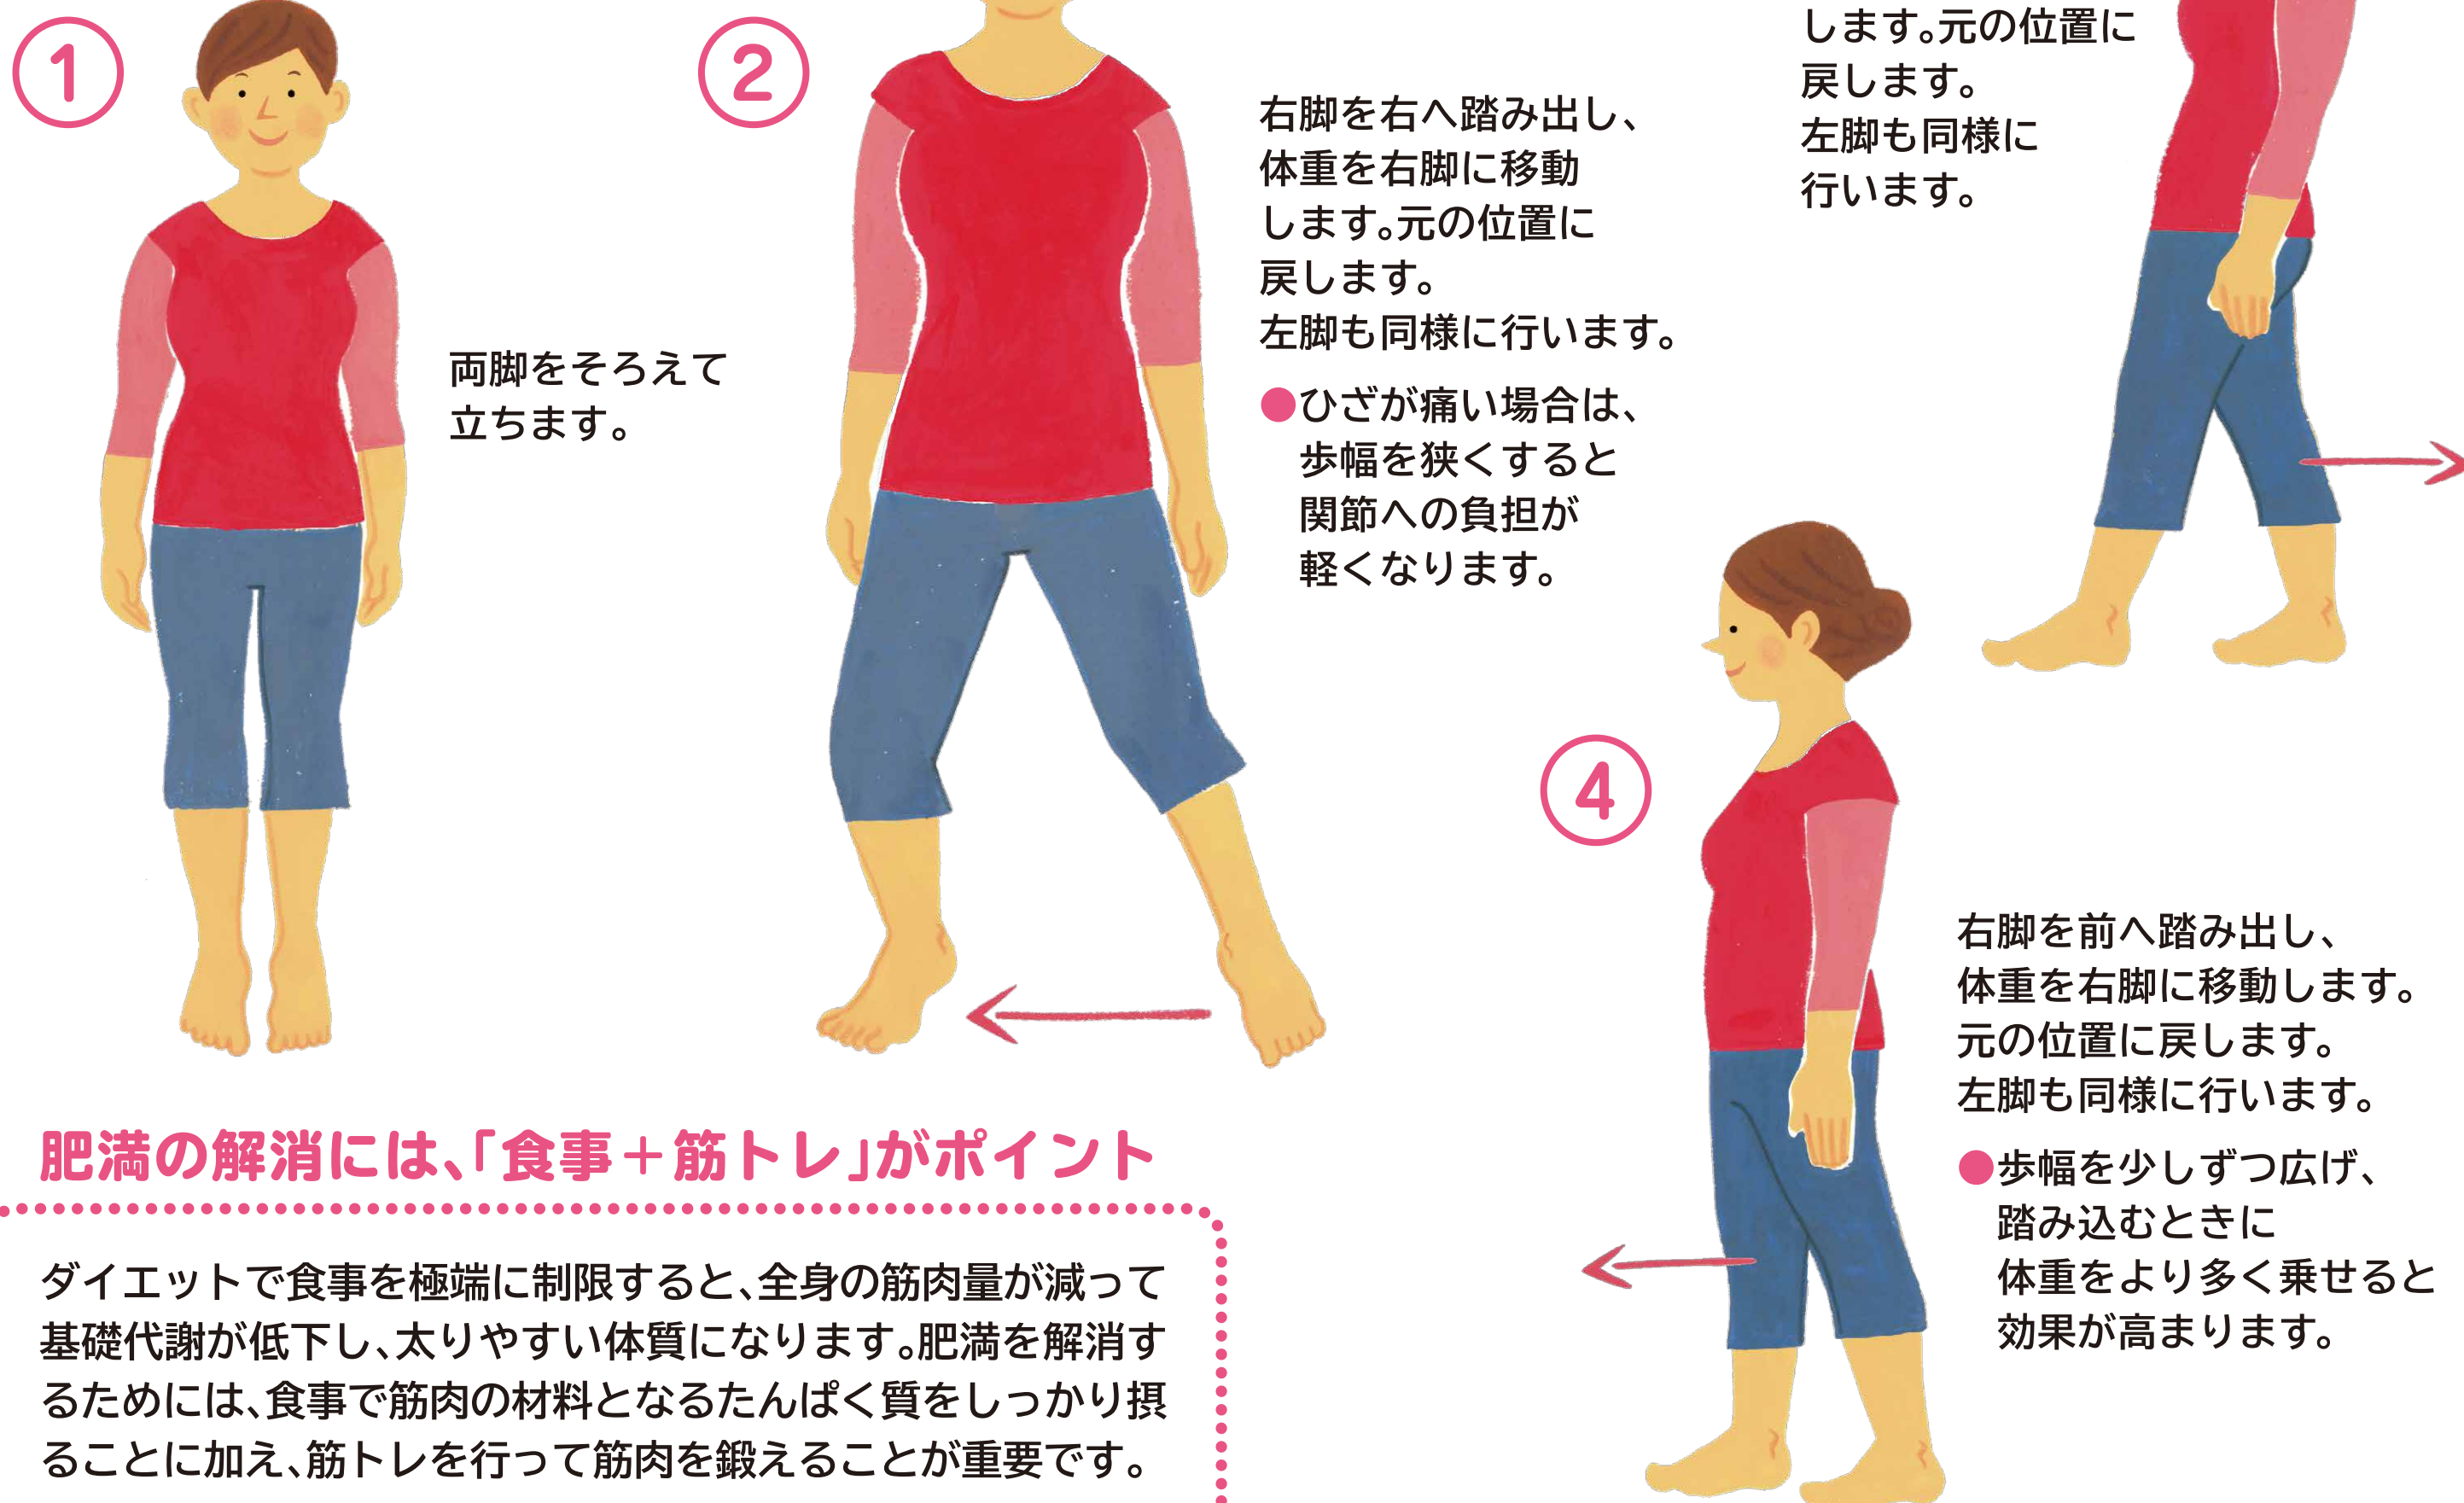 ①
両脚をそろえて
立ちます。
②
右脚を右へ踏み出し、
体重を右脚に移動
します。元の位置に
戻します。
左脚も同様に行います。
●ひざが痛い場合は、
歩幅を狭くすると
関節への負担が
軽くなります。
します。元の位置に
戻します。
左脚も同様に
行います。
④
右脚を前へ踏み出し、
体重を右脚に移動します。
元の位置に戻します。
左脚も同様に行います。
●歩幅を少しずつ広げ、
踏み込むときに
体重をより多く乗せると
効果が高まります。
肥満の解消には、「食事＋筋トレ」がポイント
ダイエットで食事を極端に制限すると、全身の筋肉量が減って
基礎代謝が低下し、太りやすい体質になります。肥満を解消す
るためには、食事で筋肉の材料となるたんぱく質をしっかり摂
ることに加え、筋トレを行って筋肉を鍛えることが重要です。